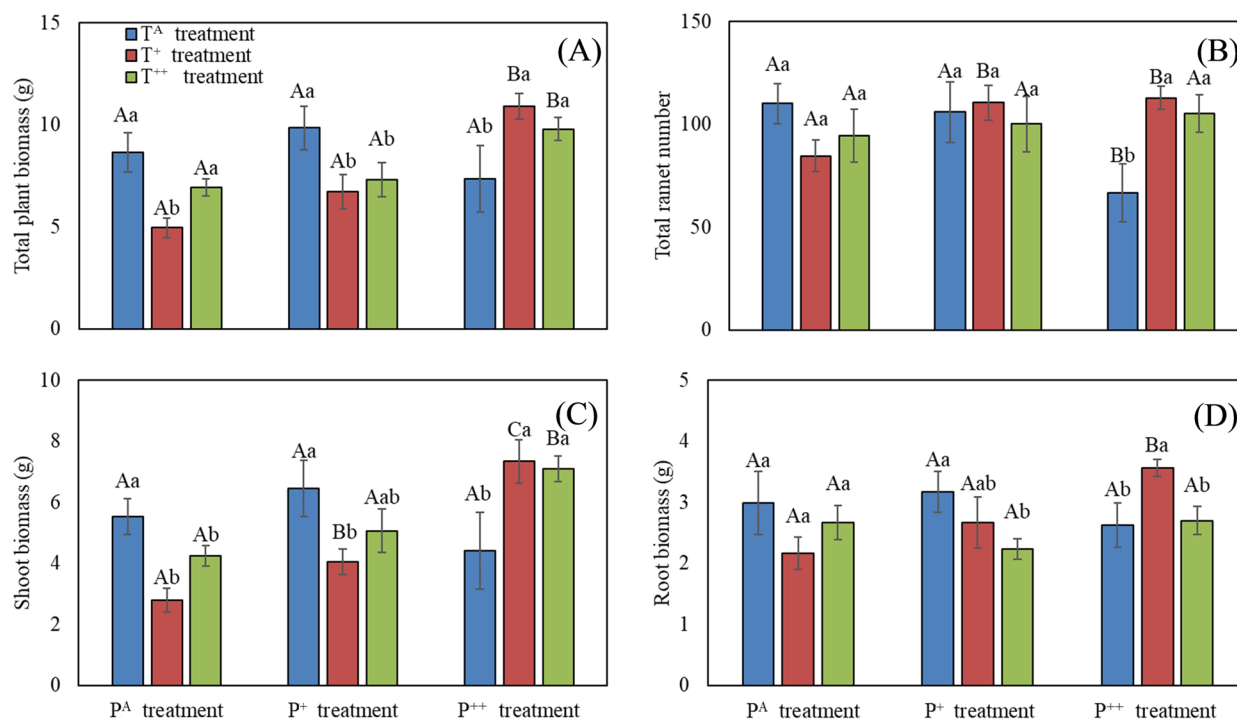 15
10
5
0
Total plant biomass (g)
T^A treatment
T^+ treatment
T^++ treatment
(A)
Aa
Ab
Aa
Aa
Ab
Ab
Ab
Ba
Ba
150
100
50
0
Total ramet number
(B)
Aa
Aa
Aa
Aa
Ba
Aa
Bb
Ba
Aa
10
8
6
4
2
0
Shoot biomass (g)
(C)
Aa
Ab
Ab
Aa
Bb
Aab
Ab
Ca
Ba
P^A treatment
P^+ treatment
P^++ treatment
5
4
3
2
1
0
Root biomass (g)
(D)
Aa
Aa
Aa
Aa
Aab
Ab
Ab
Ba
Ab
P^A treatment
P^+ treatment
P^++ treatment